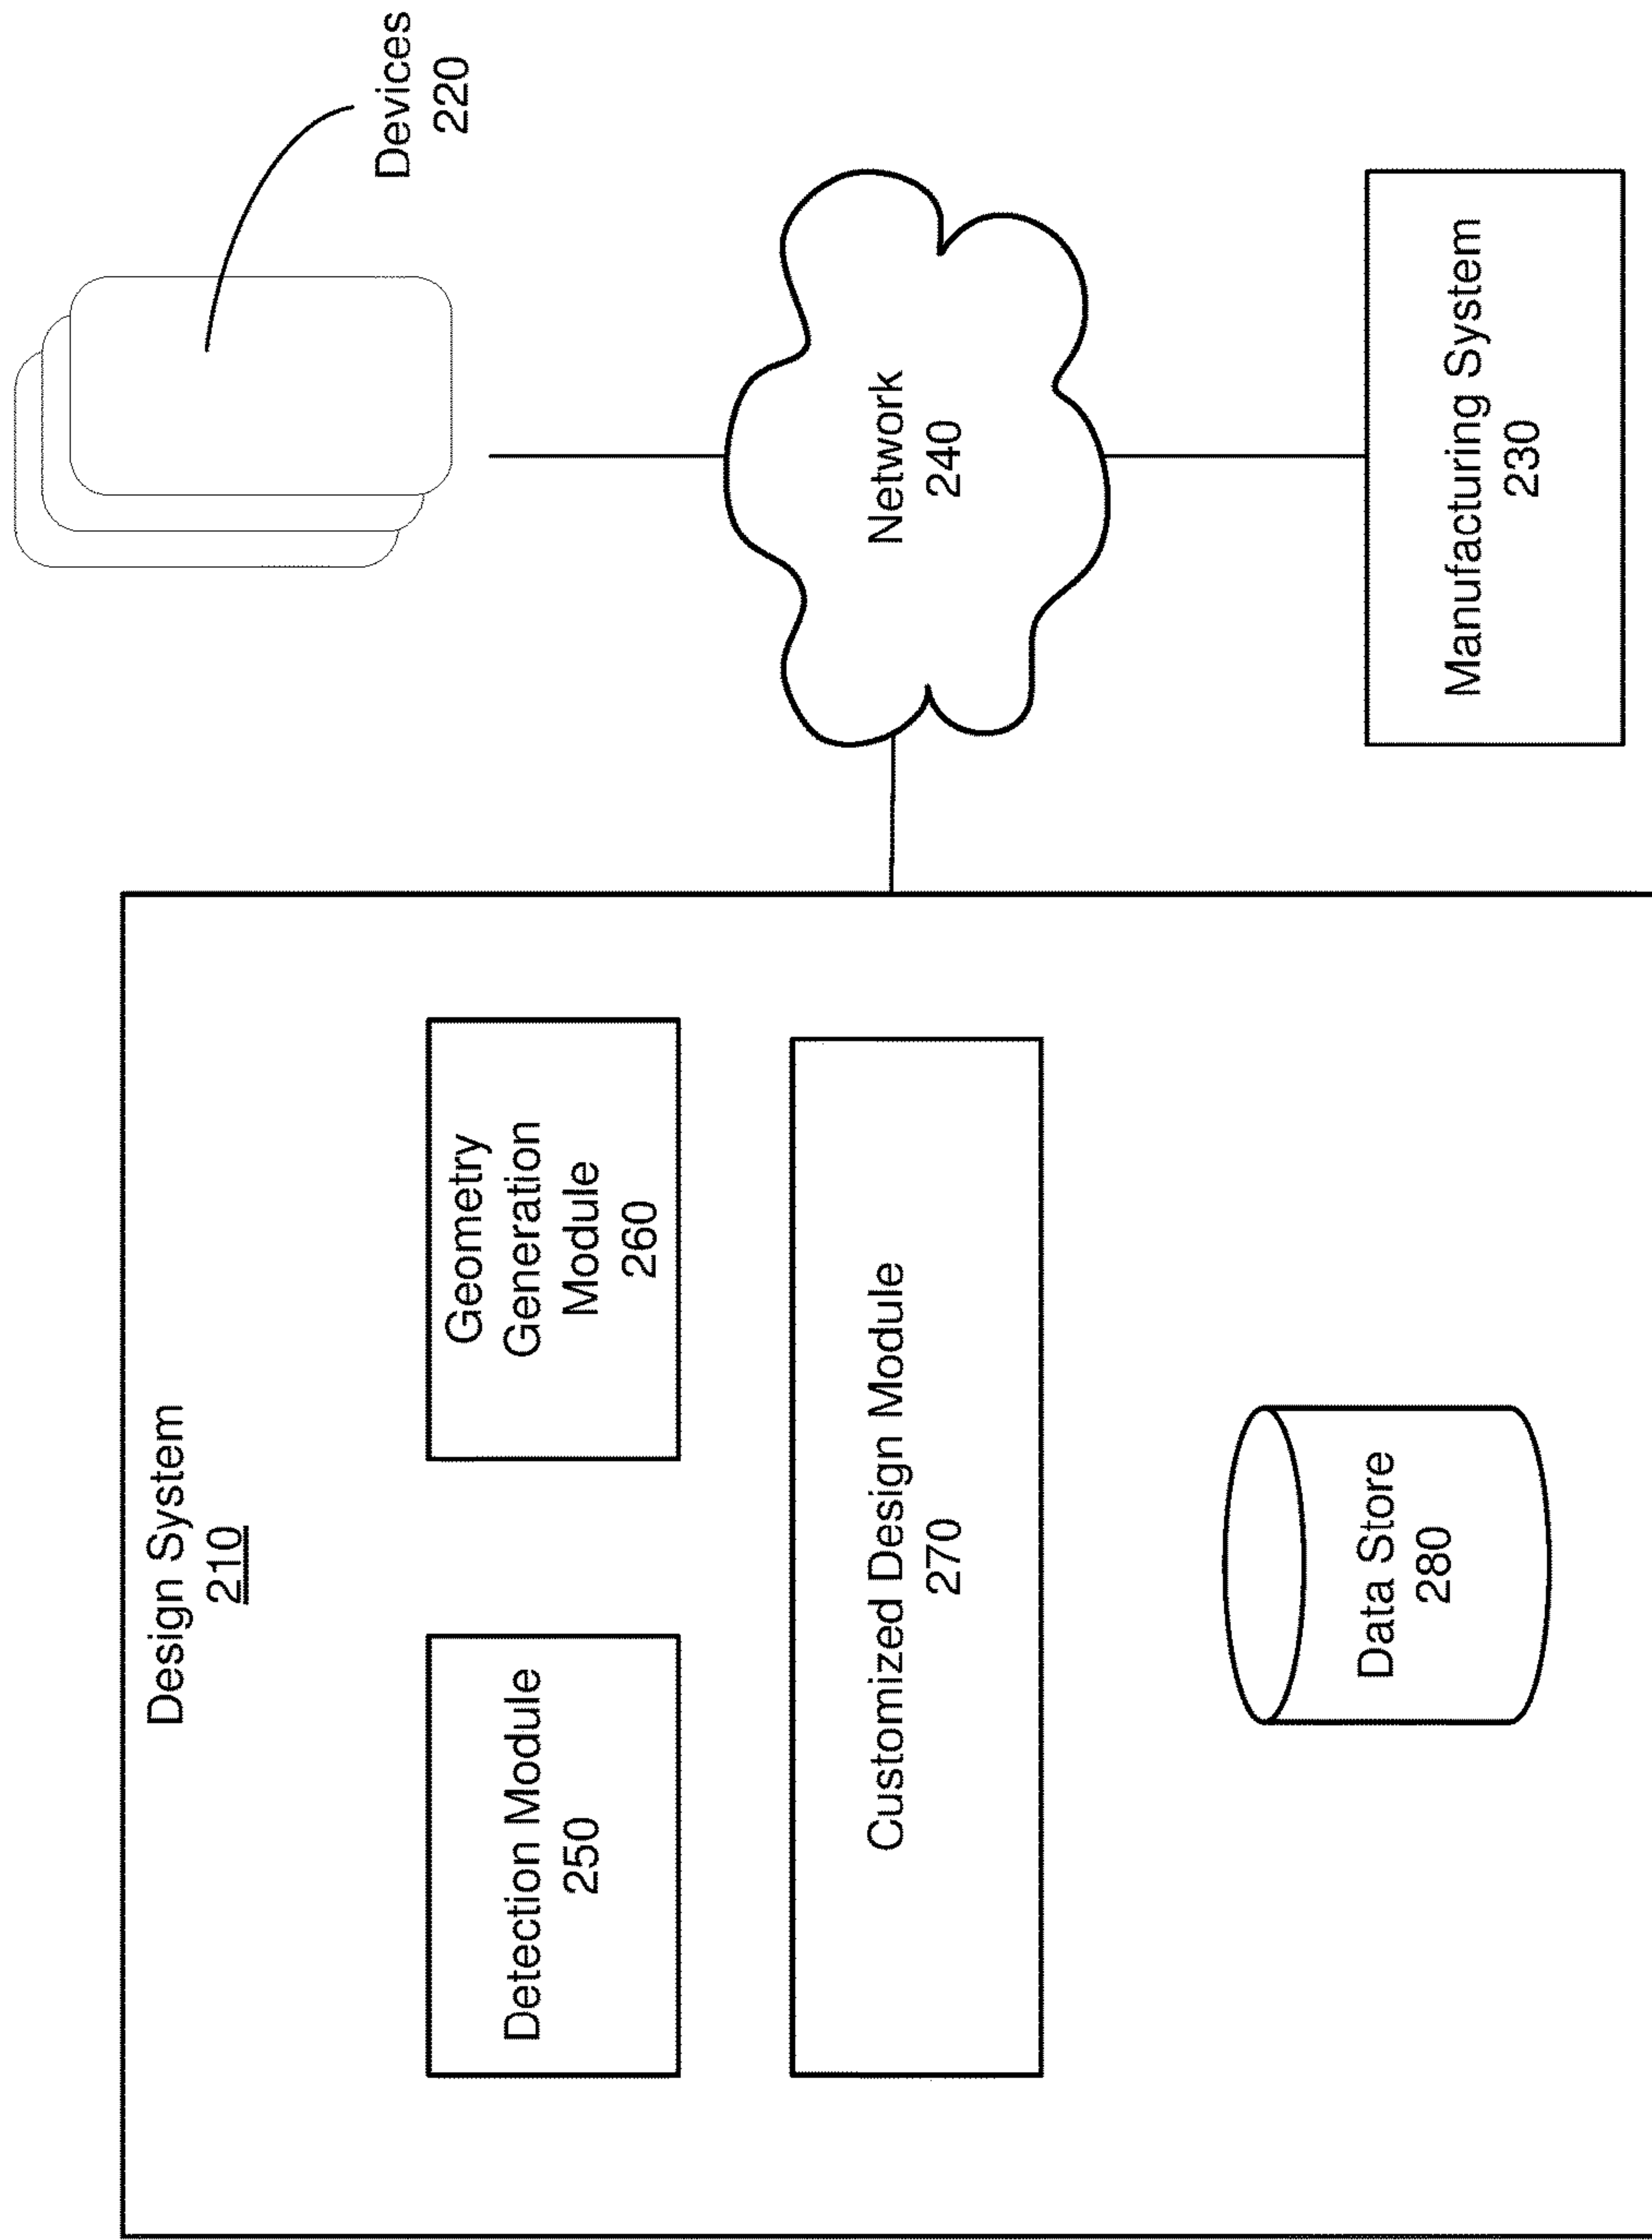 Design System
210
Detection Module
250
Geometry
Generation
Module
260
Customized Design Module
270
Data Store
280
Devices
220
Network
240
Manufacturing System
230